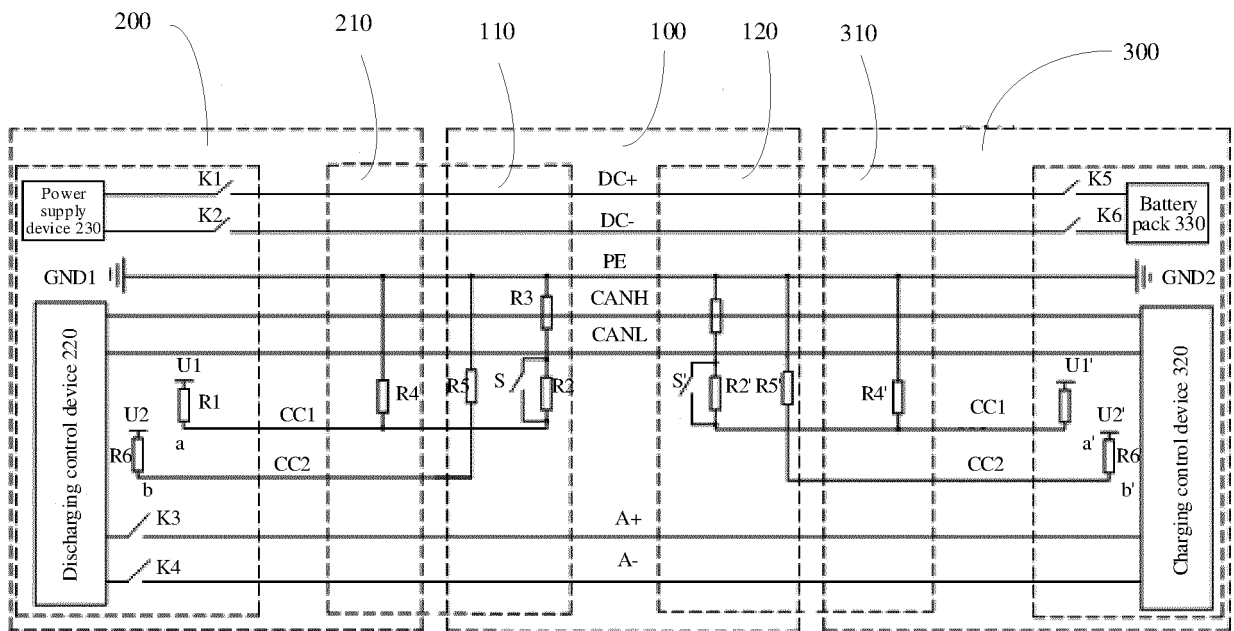 200
210
110
100
120
310
300
K1
DC+
K5
Power
supply
device 230
K2
DC-
K6
Battery
pack 330
GND1
PE
GND2
R3
CANH
CANL
Discharging control device 220
U1
R1
R4
R5
S
R2
S'
R2'
R5'
R4'
U1'
CC1
CC1
U2
R6
a
U2'
a'
R6
CC2
CC2
b
b'
K3
A+
K4
A-
Charging control device 320